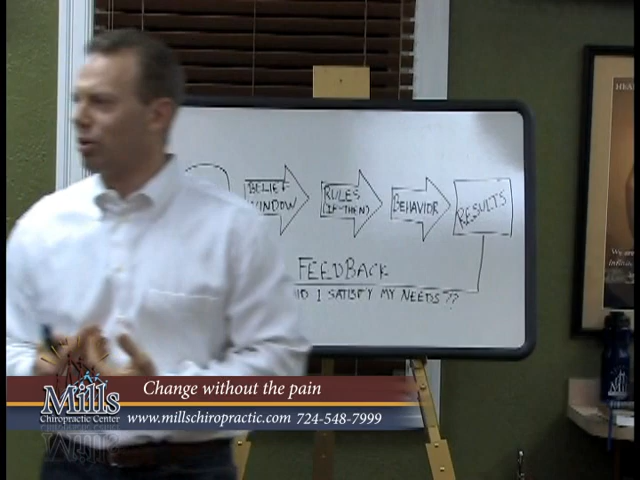 BELIEF
WINDOW
RULES
(IF-THEN)
BEHAVIOR
RESULTS
FEEDBACK
ID I SATISFY MY NEEDS??
Change without the pain
Mills
Chiropractic Center
www.millschiropractic.com 724-548-7999